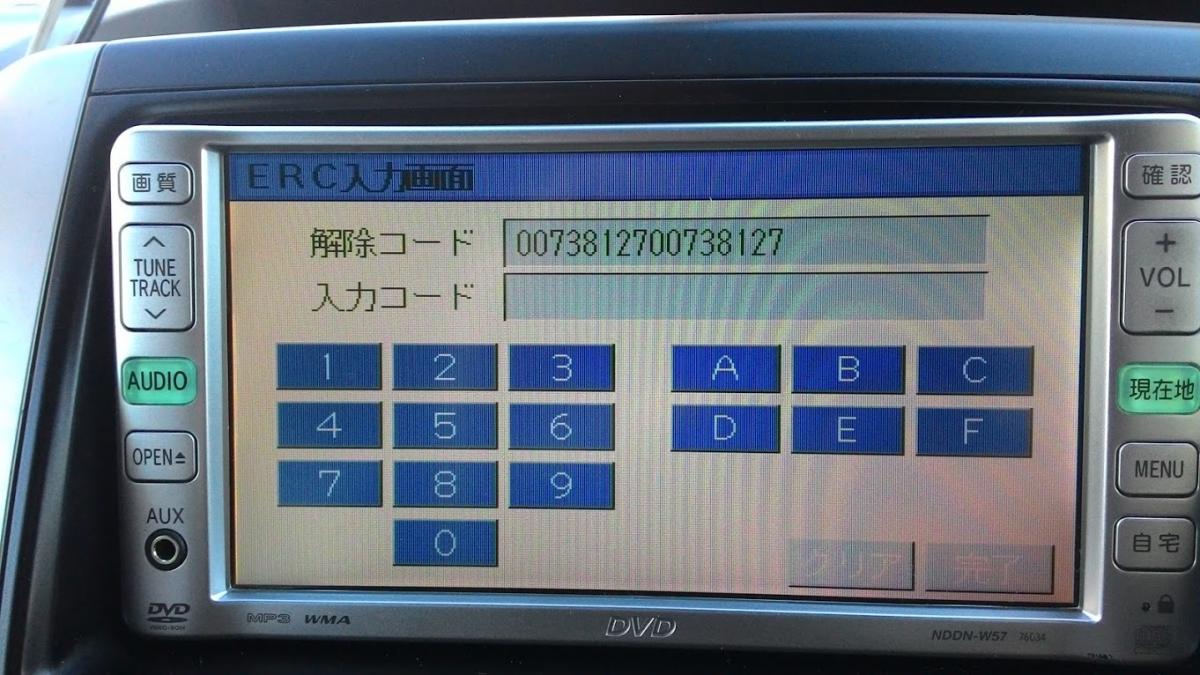 ERC入力画面
解除コード 0073812700738127
入力コード
1 2 3 A B C
4 5 6 D E F
7 8 9
0
クリア 完了
画質
TUNE
TRACK
AUDIO
OPEN
AUX
DVD
MP3 WMA
DVD
NDDN-W57 76034
確認
+
VOL
-
現在地
MENU
自宅